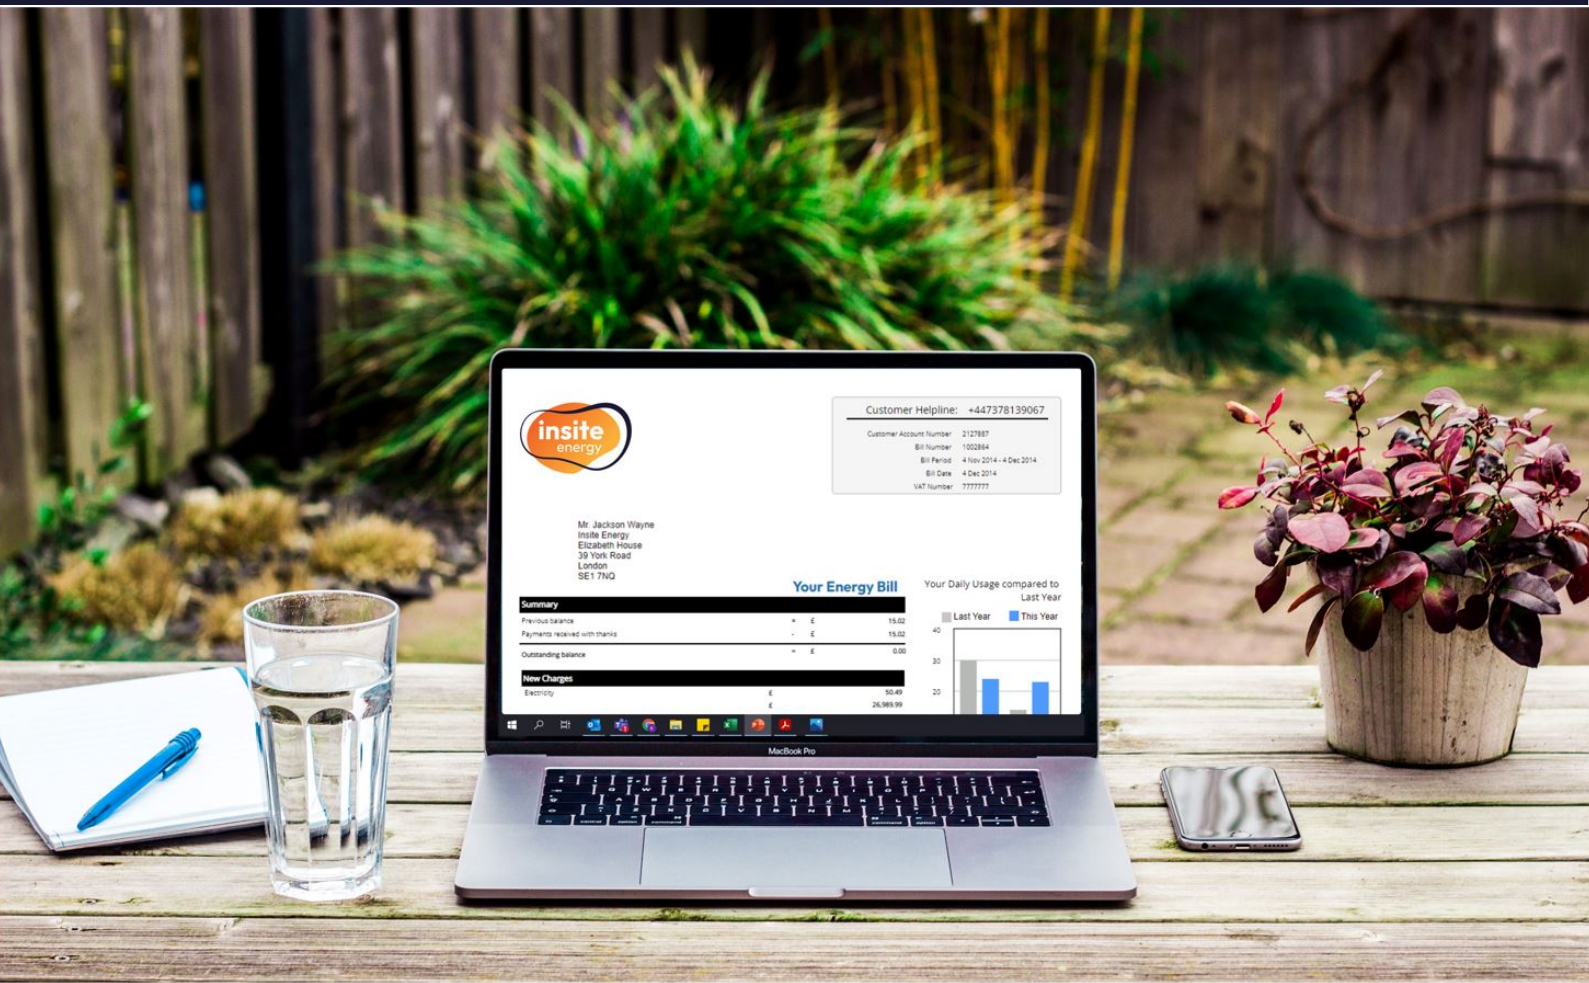 insite
energy
Customer Helpline: +447378139067
Customer Account Number 2127887
Bill Number 1002864
Bill Period 4 Nov 2014 - 4 Dec 2014
Bill Date 4 Dec 2014
VAT Number 7777777
Mr. Jackson Wayne
Insite Energy
Elizabeth House
39 York Road
London
SE1 7NQ
Your Energy Bill
Summary
Previous balance = £ 15.02
Payments received with thanks - £ 15.02
Outstanding balance = £ 0.00
New Charges
Electricity £ 50.49
£ 26,989.99
Your Daily Usage compared to
Last Year
Last Year This Year
40
30
20
MacBook Pro